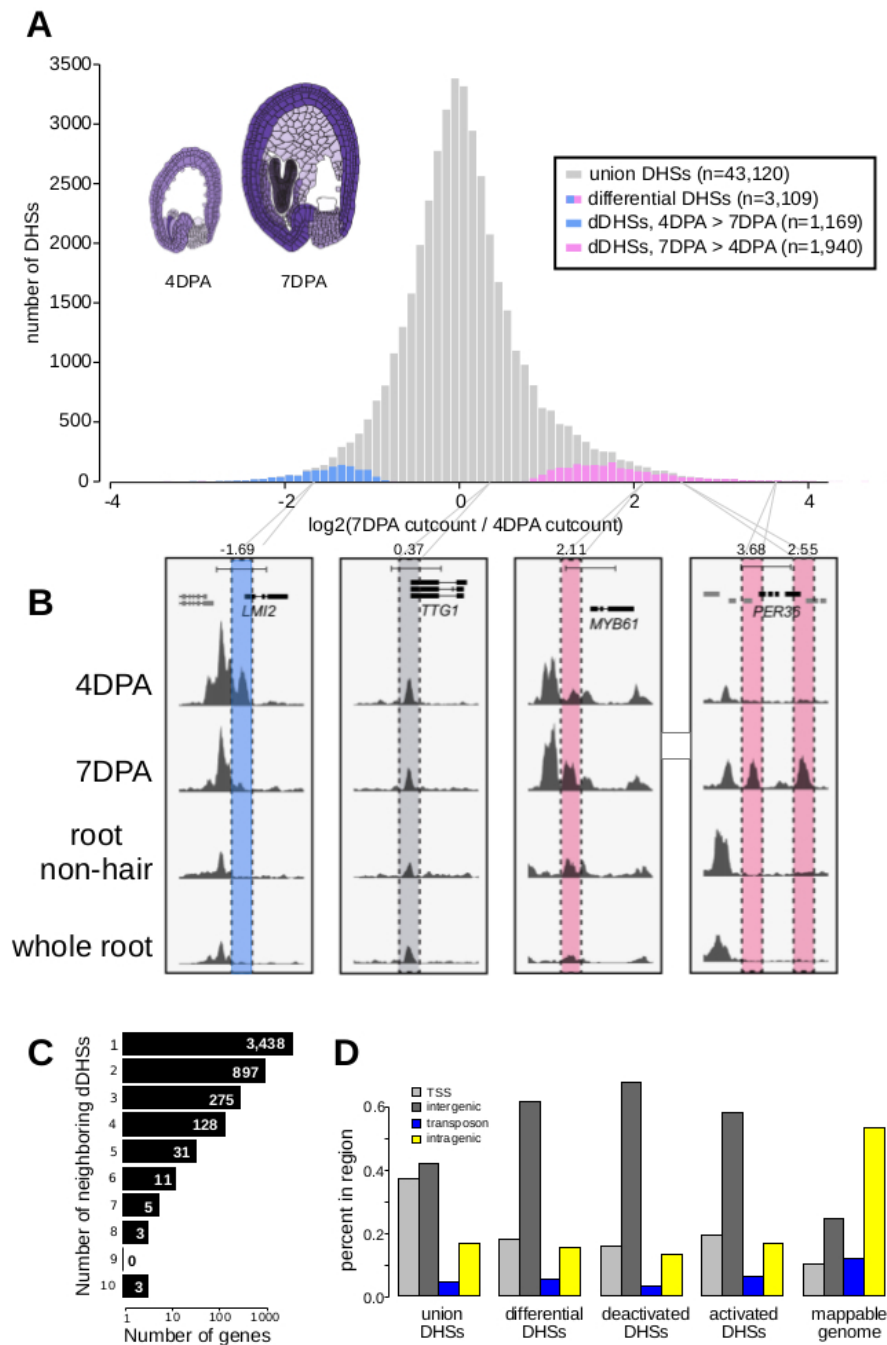 A
3500
3000
2500
2000
1500
1000
500
0
number of DHSs
4DPA
7DPA
union DHSs (n=43,120)
differential DHSs (n=3,109)
dDHSs, 4DPA > 7DPA (n=1,169)
dDHSs, 7DPA > 4DPA (n=1,940)
-4 -2 0 2 4
log2(7DPA cutcount / 4DPA cutcount)
-1.69 0.37 2.11 3.68 2.55
B
LMI2 TTG1 MYB61 PER36
4DPA
7DPA
root
non-hair
whole root
C
Number of neighboring dDHSs
1 3,438
2 897
3 275
4 128
5 31
6 11
7 5
8 3
9 0
10 3
1 10 100 1000
Number of genes
D
TSS
intergenic
transposon
intragenic
0.6
0.4
0.2
0.0
percent in region
union
DHSs
differential
DHSs
deactivated
DHSs
activated
DHSs
mappable
genome